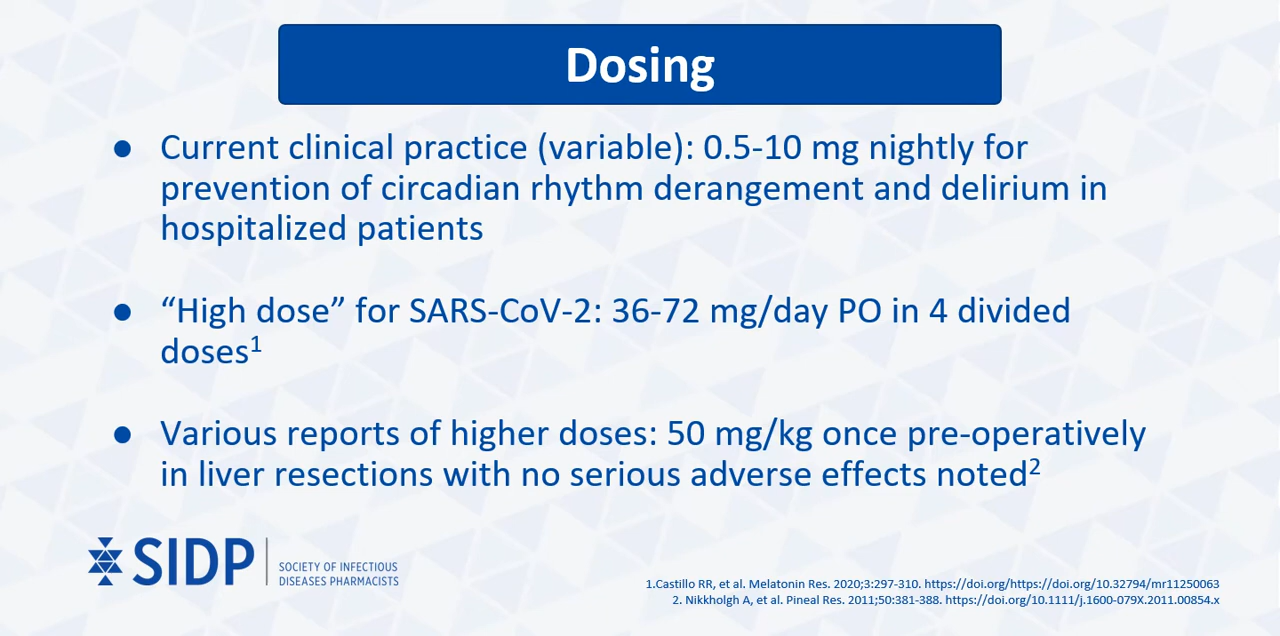 Dosing
● Current clinical practice (variable): 0.5-10 mg nightly for
prevention of circadian rhythm derangement and delirium in
hospitalized patients
● “High dose” for SARS-CoV-2: 36-72 mg/day PO in 4 divided
doses¹
● Various reports of higher doses: 50 mg/kg once pre-operatively
in liver resections with no serious adverse effects noted²
SIDP
SOCIETY OF INFECTIOUS
DISEASES PHARMACISTS
1.Castillo RR, et al. Melatonin Res. 2020;3:297-310. https://doi.org/https://doi.org/10.32794/mr11250063
2. Nikkholgh A, et al. Pineal Res. 2011;50:381-388. https://doi.org/10.1111/j.1600-079X.2011.00854.x